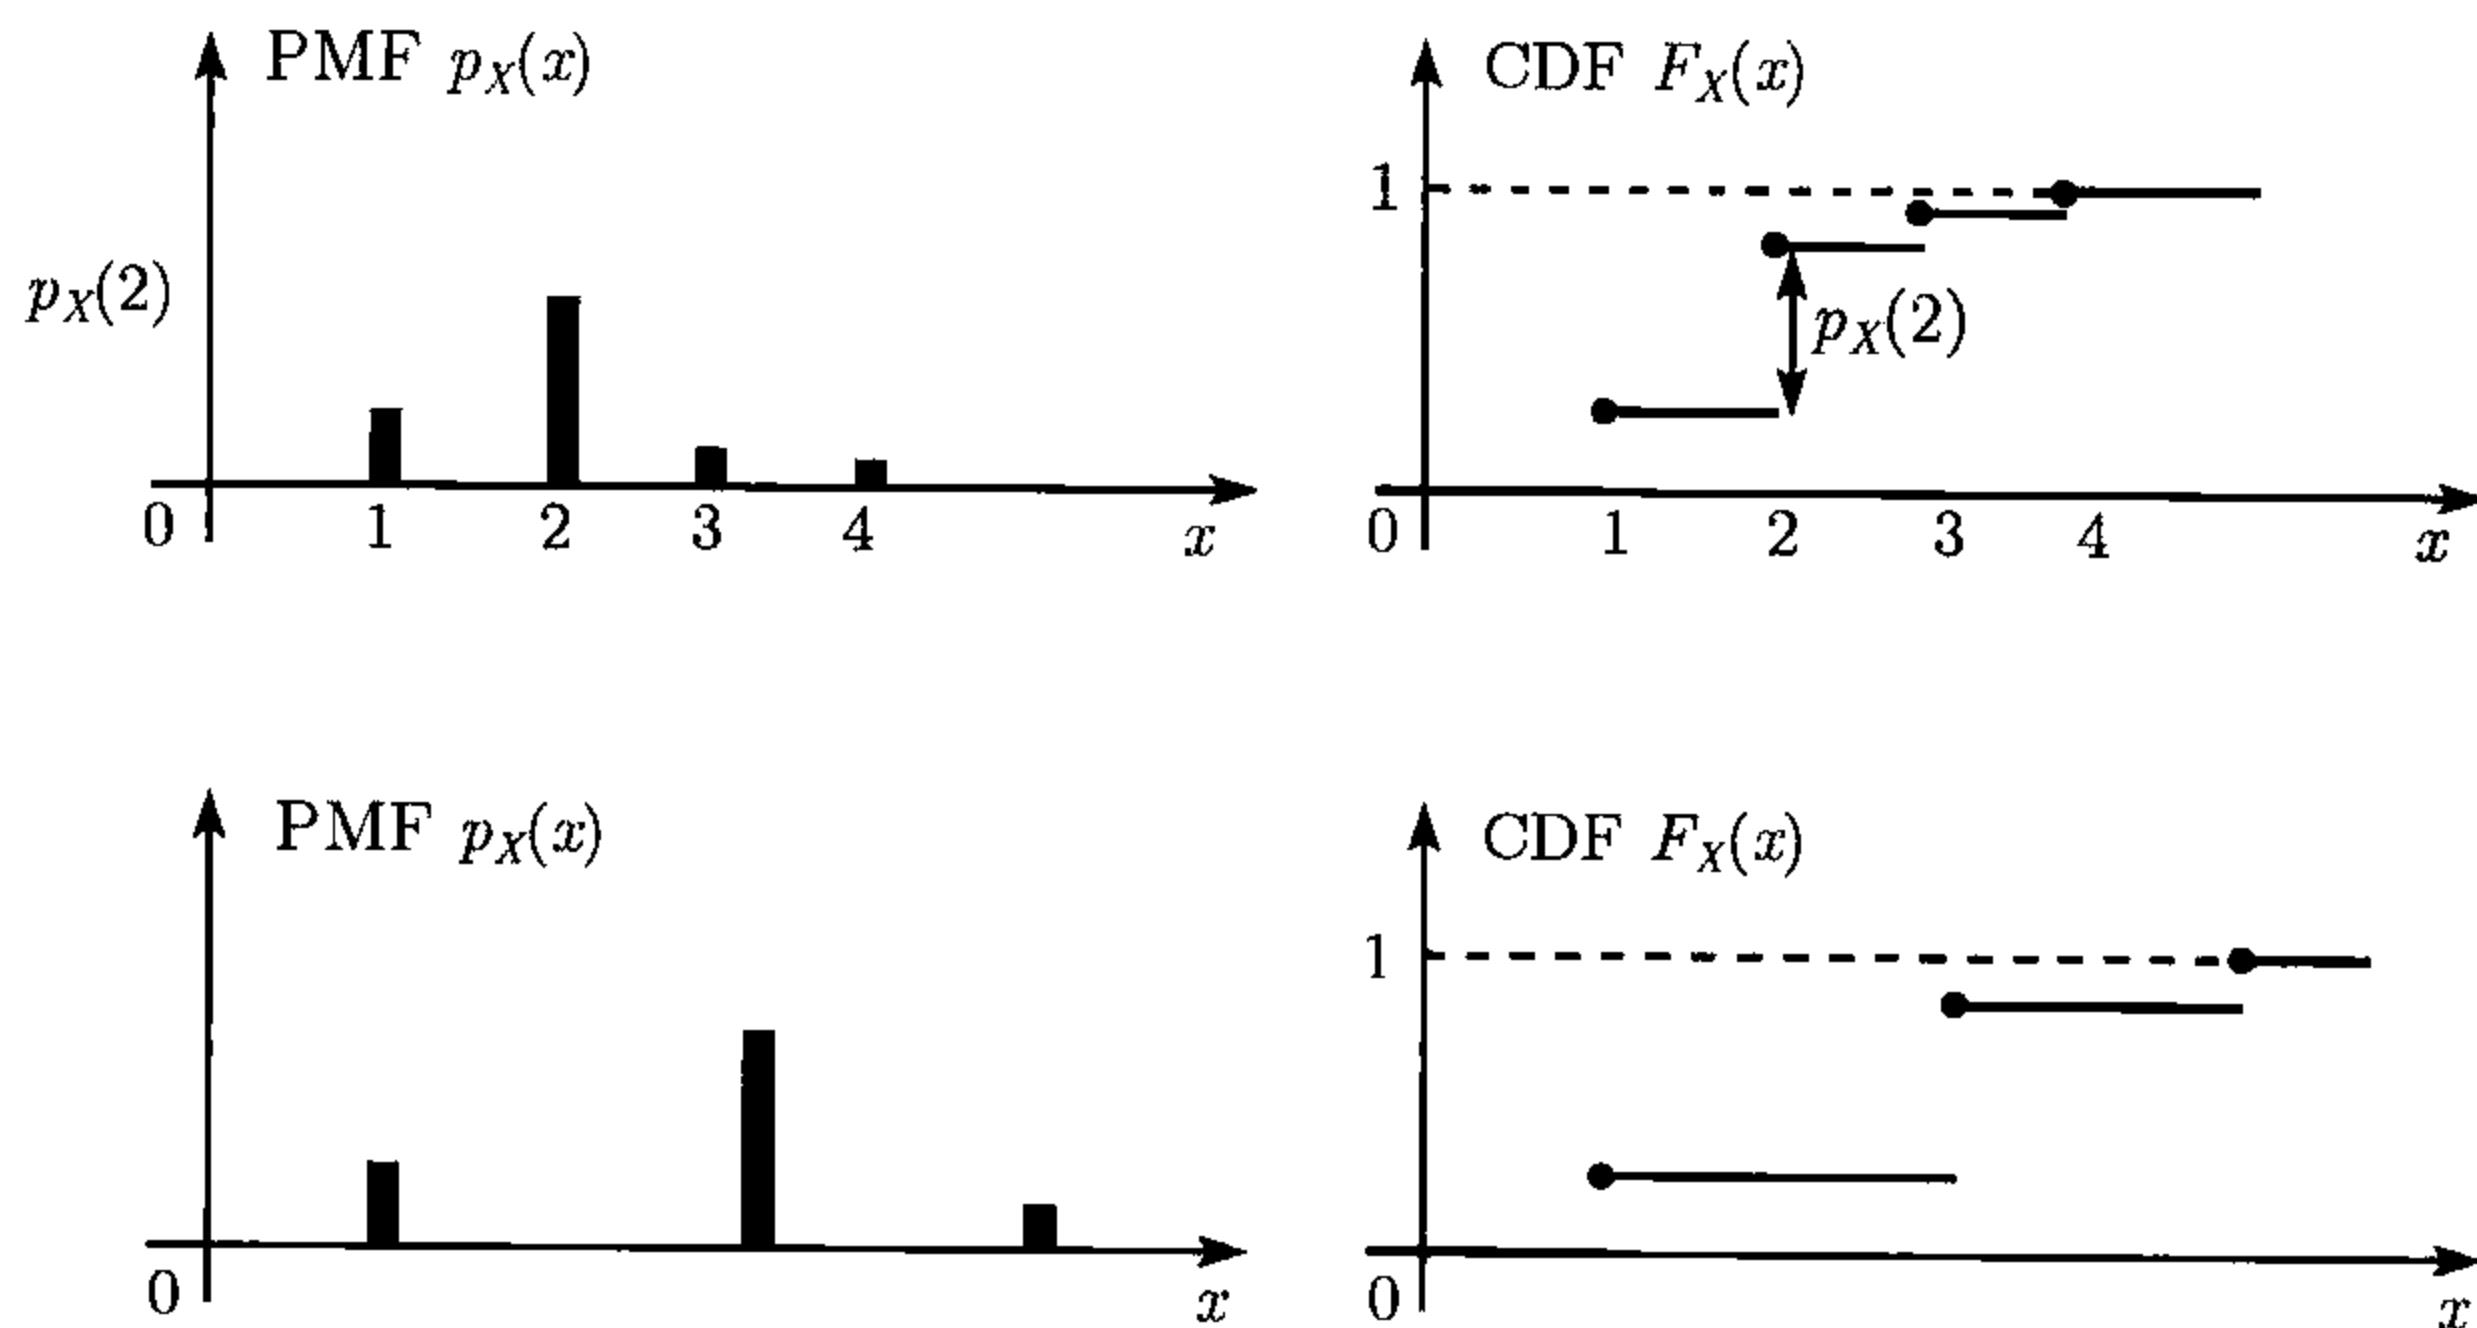 PMF p_X(x)
p_X(2)
0 1 2 3 4 x
CDF F_X(x)
1
p_X(2)
0 1 2 3 4 x
PMF p_X(x)
0 x
CDF F_X(x)
1
0 x